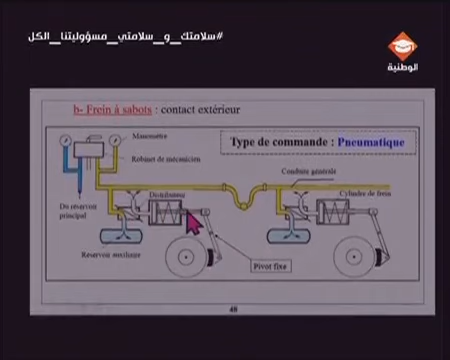 #سلامتك_و_سلامتي_مسؤوليتنا_الكل
الوطنية
b- Frein à sabots : contact extérieur
Manomètre
Type de commande : Pneumatique
Robinet de mécanicien
Conduite générale
Distributeur
Cylindre de frein
Du réservoir
principal
Réservoir auxiliaire
Pivot fixe
48